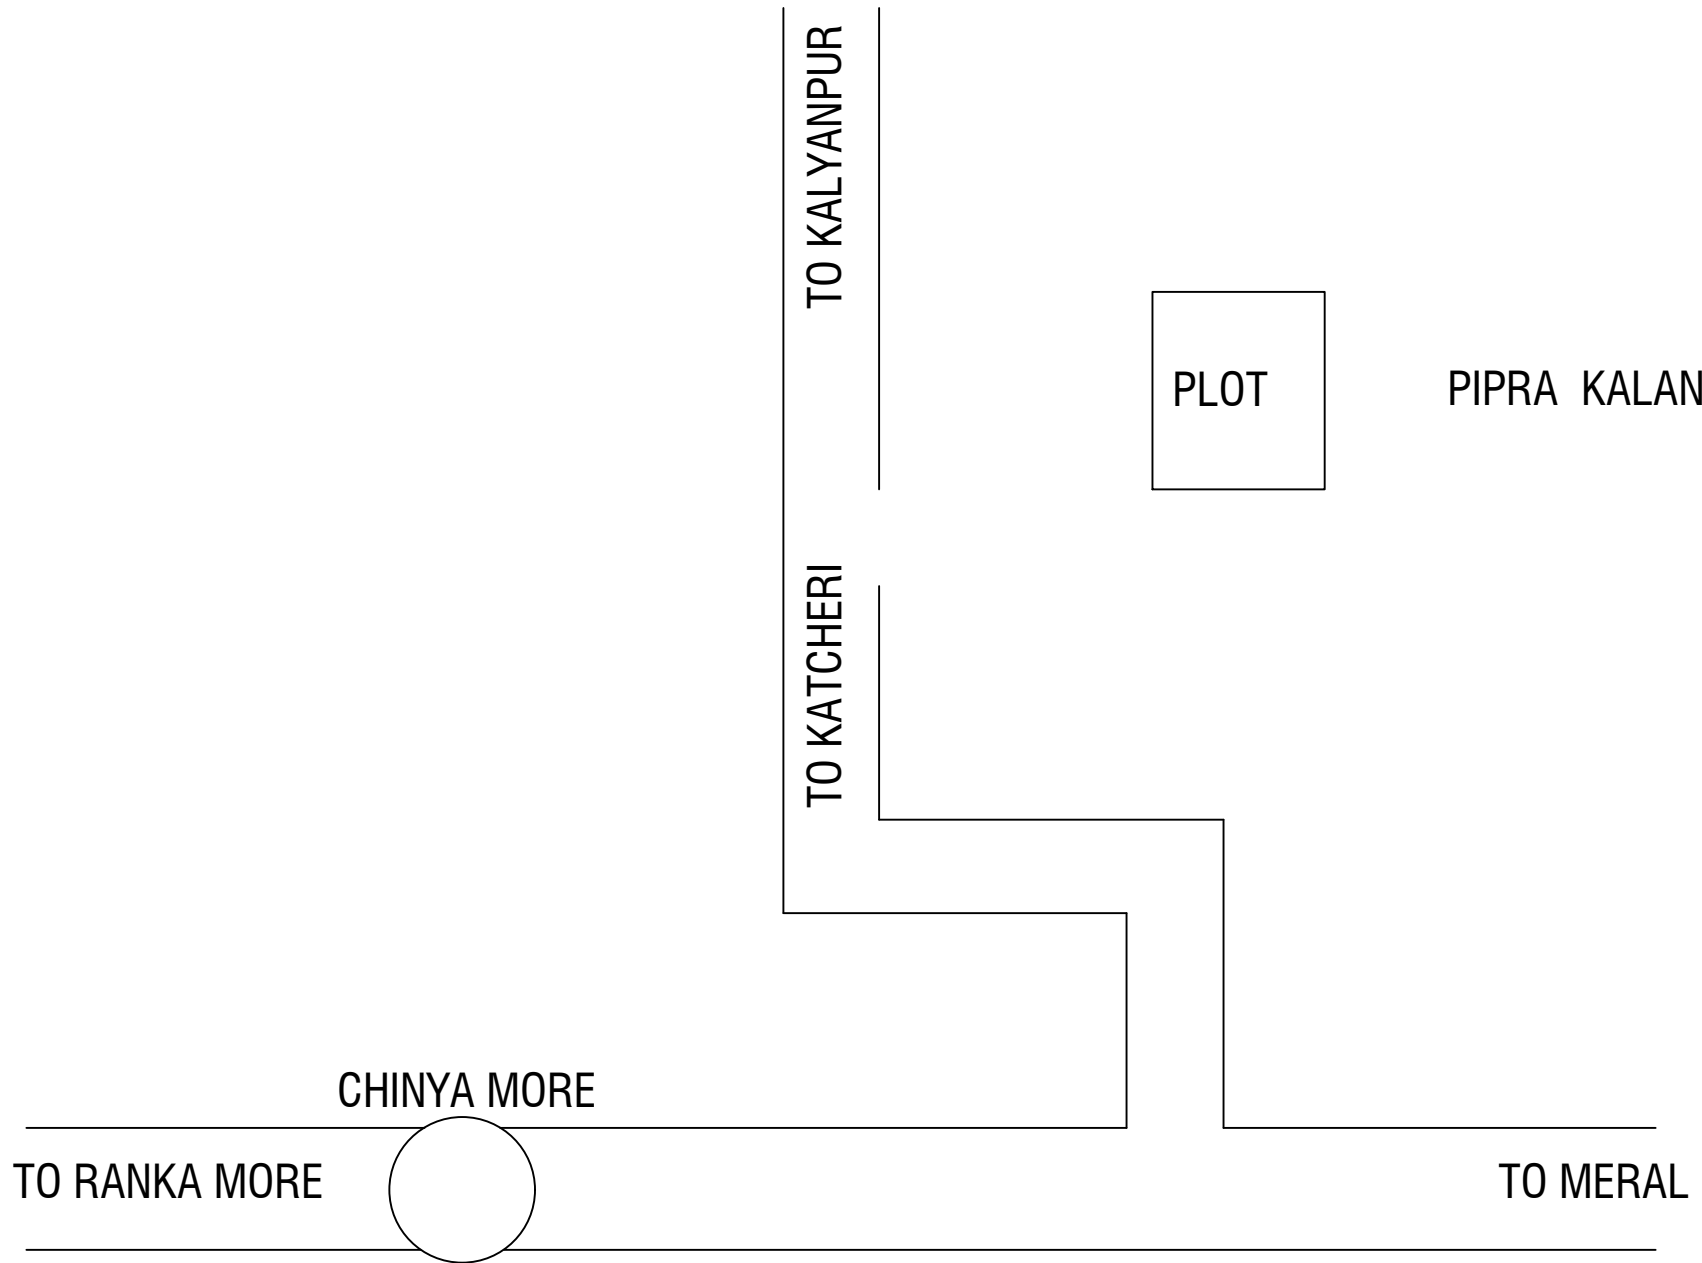 TO KALYANPUR
PLOT
PIPRA KALAN
TO KATCHERI
CHINYA MORE
TO RANKA MORE
TO MERAL